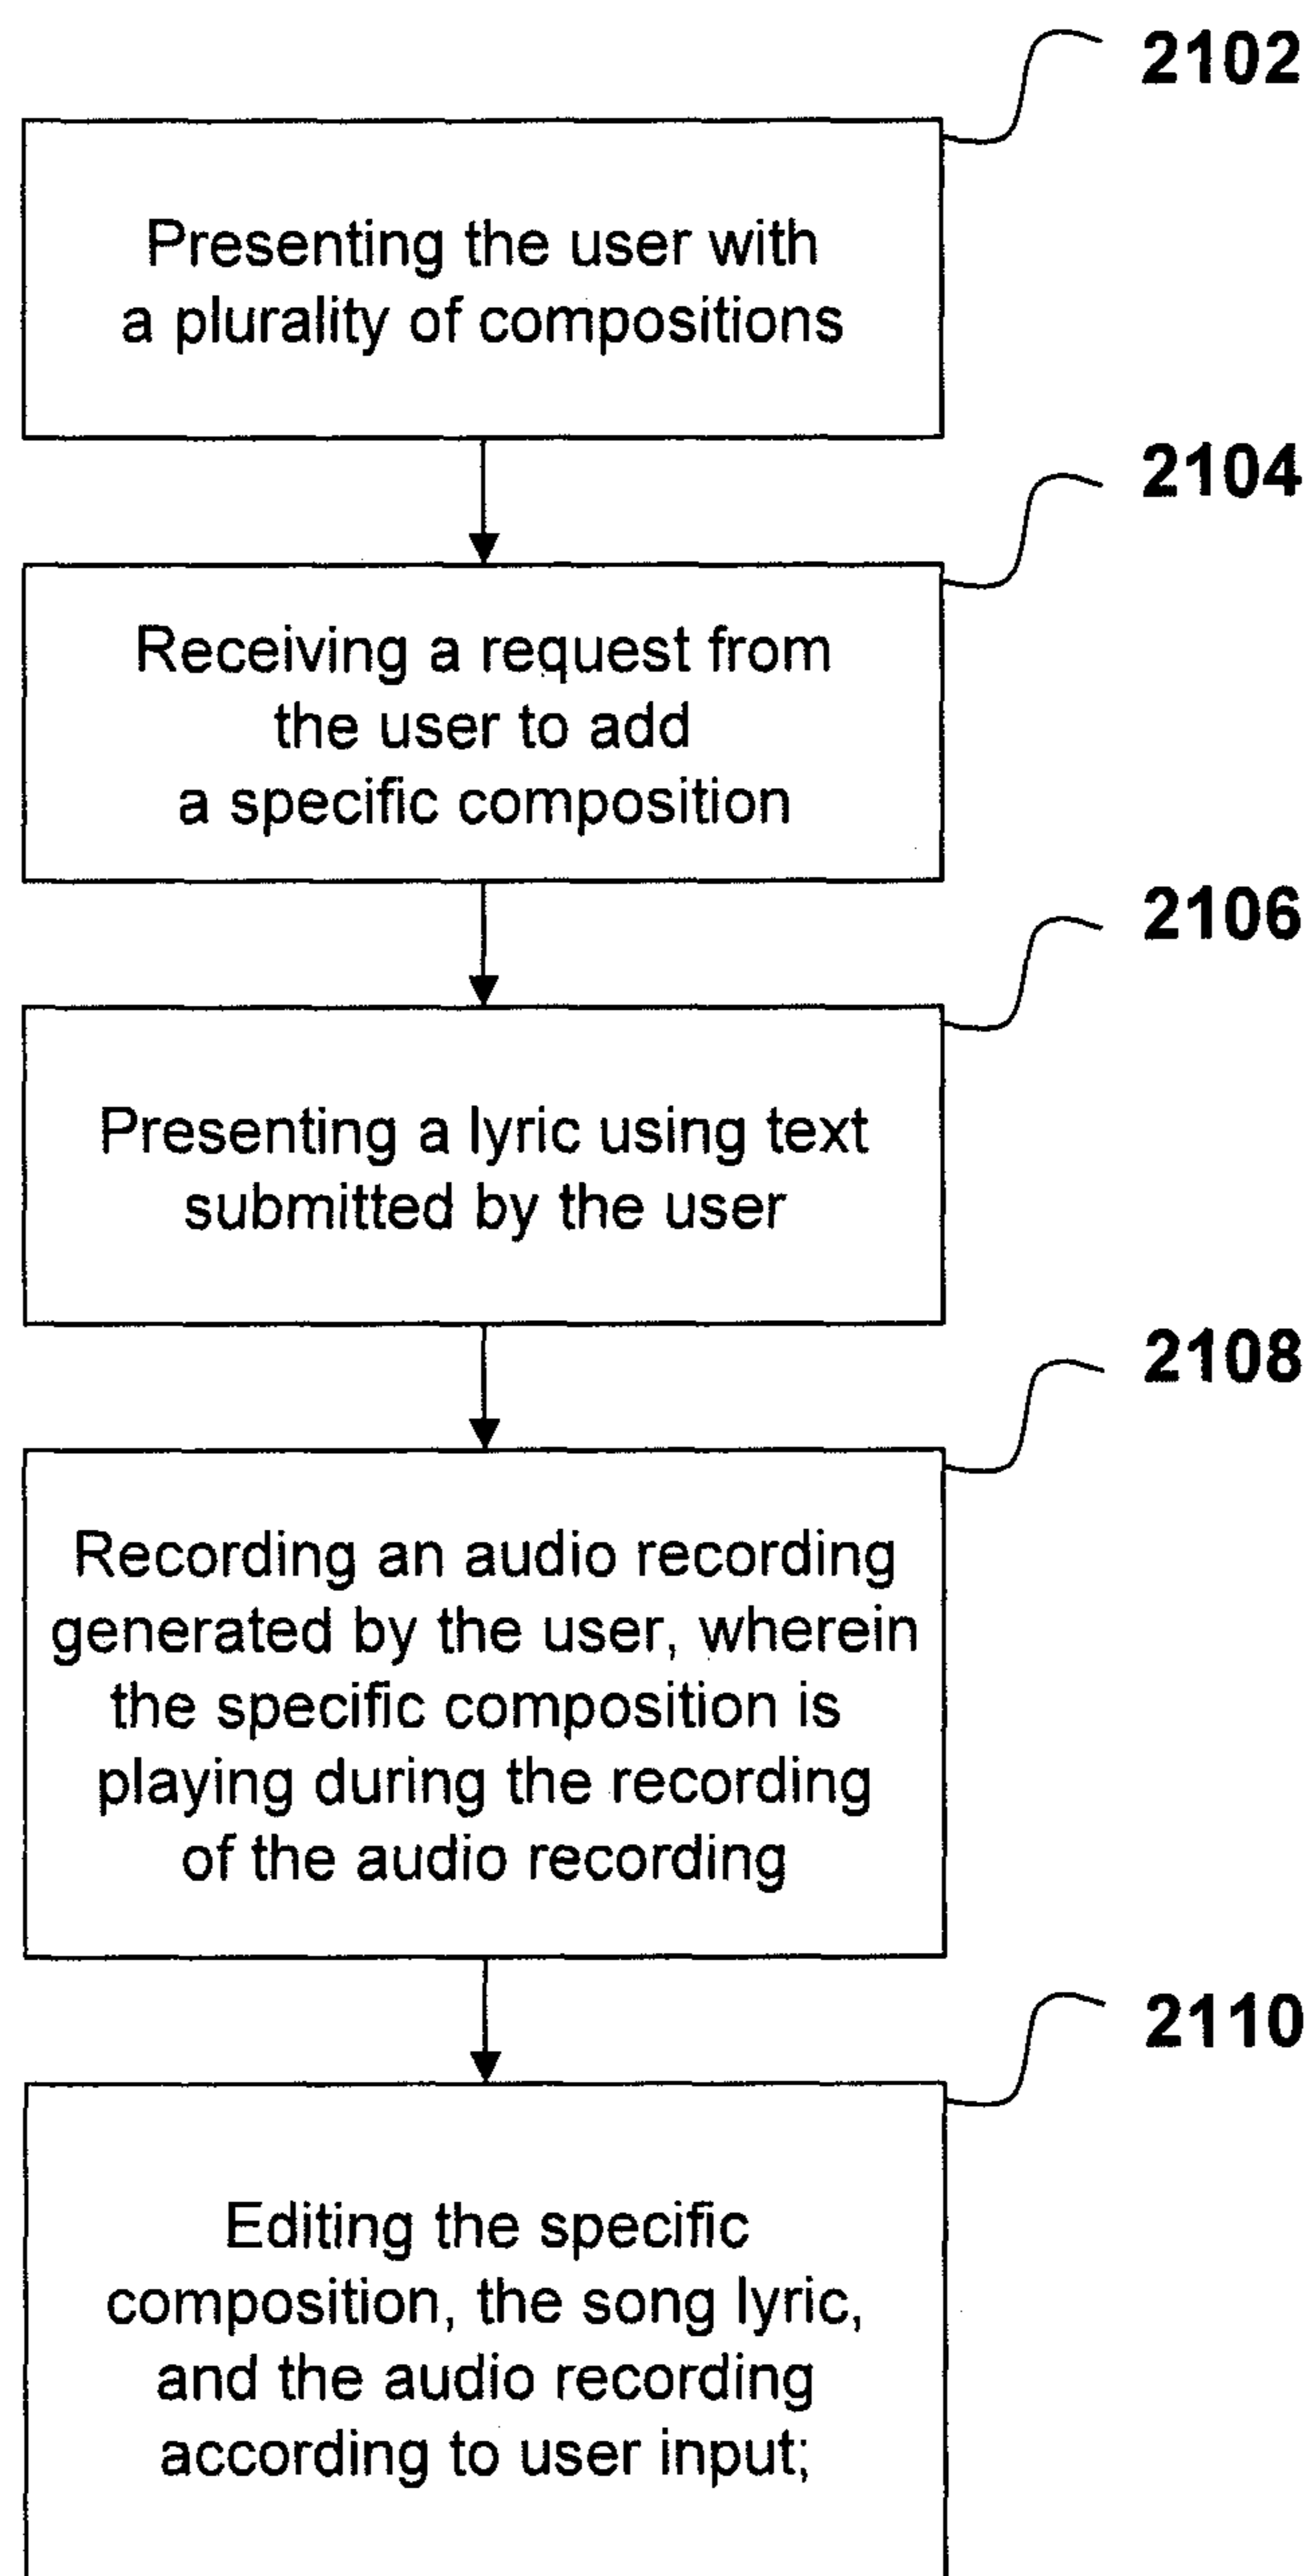 2102
Presenting the user with
a plurality of compositions
2104
Receiving a request from
the user to add
a specific composition
2106
Presenting a lyric using text
submitted by the user
2108
Recording an audio recording
generated by the user, wherein
the specific composition is
playing during the recording
of the audio recording
2110
Editing the specific
composition, the song lyric,
and the audio recording
according to user input;